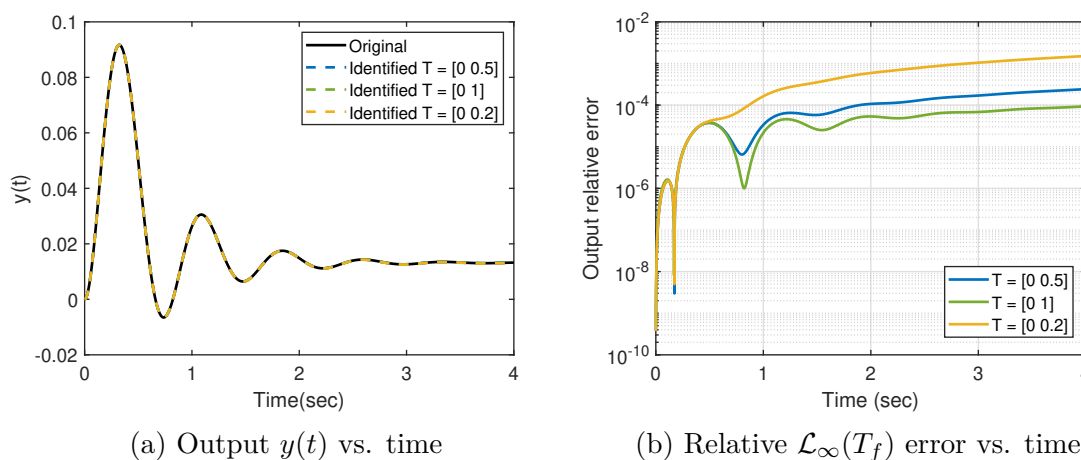 0.1
0.08
0.06
0.04
0.02
0
-0.02
y(t)
0 1 2 3 4
Time(sec)
Original
Identified T = [0 0.5]
Identified T = [0 1]
Identified T = [0 0.2]
(a) Output y(t) vs. time
10^-2
10^-4
10^-6
10^-8
10^-10
Output relative error
0 1 2 3
Time (sec)
T = [0 0.5]
T = [0 1]
T = [0 0.2]
(b) Relative ℒ∞(T_f) error vs. time